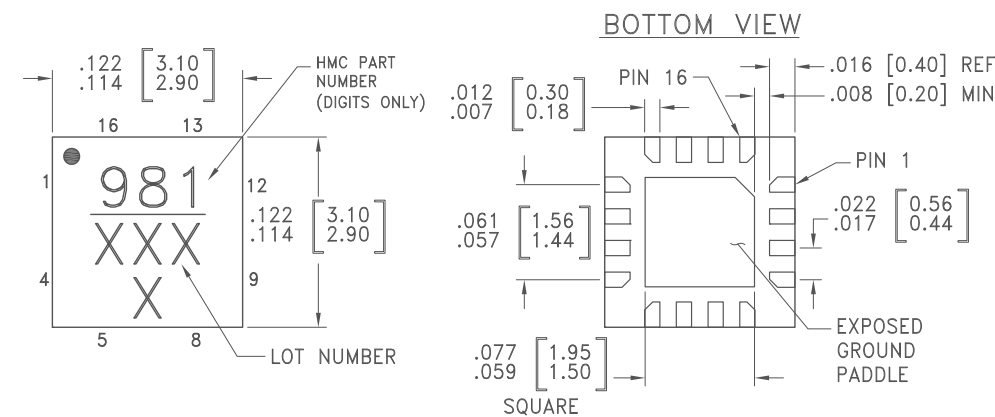 BOTTOM VIEW
.122 [3.10]
.114 [2.90]
HMC PART
NUMBER
(DIGITS ONLY)
16 13
1
12
4
9
5 8
981
XXX
X
.122 [3.10]
.114 [2.90]
LOT NUMBER
.012 [0.30]
.007 [0.18]
PIN 16
.016 [0.40] REF
.008 [0.20] MIN
PIN 1
.061 [1.56]
.057 [1.44]
.022 [0.56]
.017 [0.44]
EXPOSED
GROUND
PADDLE
.077 [1.95]
.059 [1.50]
SQUARE